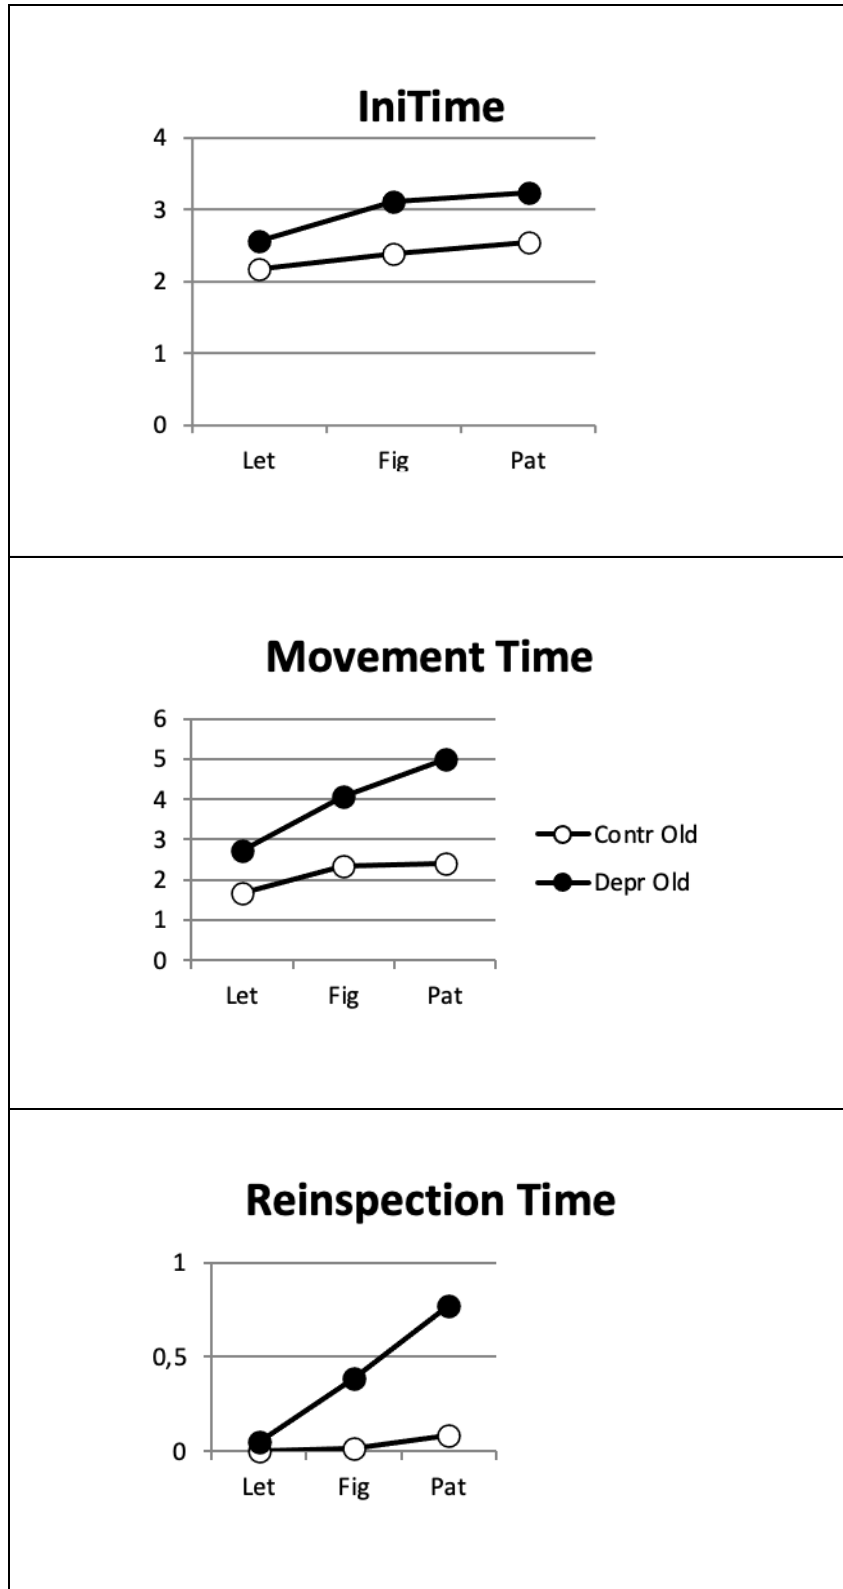 IniTime
4
3
2
1
0
Let Fig Pat
Movement Time
6
5
4
3
2
1
0
Let Fig Pat
Contr Old
Depr Old
Reinspection Time
1
0,5
0
Let Fig Pat